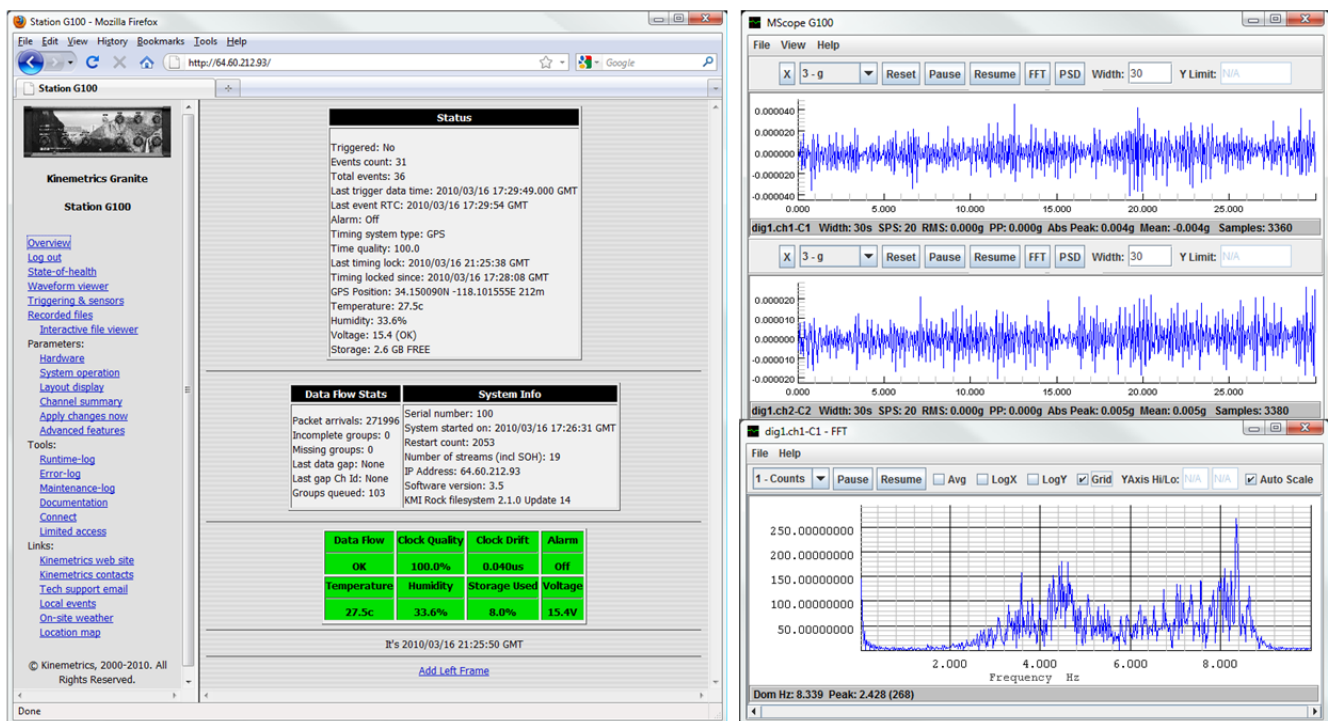 Station G100 - Mozilla Firefox
File Edit View History Bookmarks Tools Help
http://64.60.212.93/
Google
Station G100
Kinemetrics Granite
Station G100
Overview
Log out
State-of-health
Waveform viewer
Triggering & sensors
Recorded files
Interactive file viewer
Parameters:
Hardware
System operation
Layout display
Channel summary
Apply changes now
Advanced features
Tools:
Runtime-log
Error-log
Maintenance-log
Documentation
Connect
Limited access
Links:
Kinemetrics web site
Kinemetrics contacts
Tech support email
Local events
On-site weather
Location map
© Kinemetrics, 2000-2010. All
Rights Reserved.
Status
Triggered: No
Events count: 31
Total events: 36
Last trigger data time: 2010/03/16 17:29:49.000 GMT
Last event RTC: 2010/03/16 17:29:54 GMT
Alarm: Off
Timing system type: GPS
Time quality: 100.0
Last timing lock: 2010/03/16 21:25:38 GMT
Timing locked since: 2010/03/16 17:28:08 GMT
GPS Position: 34.150090N -118.101555E 212m
Temperature: 27.5c
Humidity: 33.6%
Voltage: 15.4 (OK)
Storage: 2.6 GB FREE
Data Flow Stats
Packet arrivals: 271996
Incomplete groups: 0
Missing groups: 0
Last data gap: None
Last gap Ch Id: None
Groups queued: 103
System Info
Serial number: 100
System started on: 2010/03/16 17:26:31 GMT
Restart count: 2053
Number of streams (incl SOH): 19
IP Address: 64.60.212.93
Software version: 3.5
KMI Rock filesystem 2.1.0 Update 14
Data Flow Clock Quality Clock Drift Alarm
OK 100.0% 0.040us Off
Temperature Humidity Storage Used Voltage
27.5c 33.6% 8.0% 15.4V
It's 2010/03/16 21:25:50 GMT
Add Left Frame
Done
MScope G100
File View Help
X 3 - g Reset Pause Resume FFT PSD Width: 30 Y Limit: N/A
0.000040
0.000020
0.000000
-0.000020
-0.000040
0.000 5.000 10.000 15.000 20.000 25.000
dig1.ch1-C1 Width: 30s SPS: 20 RMS: 0.000g PP: 0.000g Abs Peak: 0.004g Mean: -0.004g Samples: 3360
X 3 - g Reset Pause Resume FFT PSD Width: 30 Y Limit: N/A
0.000020
0.000010
0.000000
-0.000010
-0.000020
0.000 5.000 10.000 15.000 20.000 25.000
dig1.ch2-C2 Width: 30s SPS: 20 RMS: 0.000g PP: 0.000g Abs Peak: 0.005g Mean: 0.005g Samples: 3380
dig1.ch1-C1 - FFT
File Help
1 - Counts Pause Resume Avg LogX LogY Grid YAxis Hi/Lo: N/A N/A Auto Scale
250.00000000
200.00000000
150.00000000
100.00000000
50.00000000
2.000 4.000 6.000 8.000
Frequency Hz
Dom Hz: 8.339 Peak: 2.428 (268)